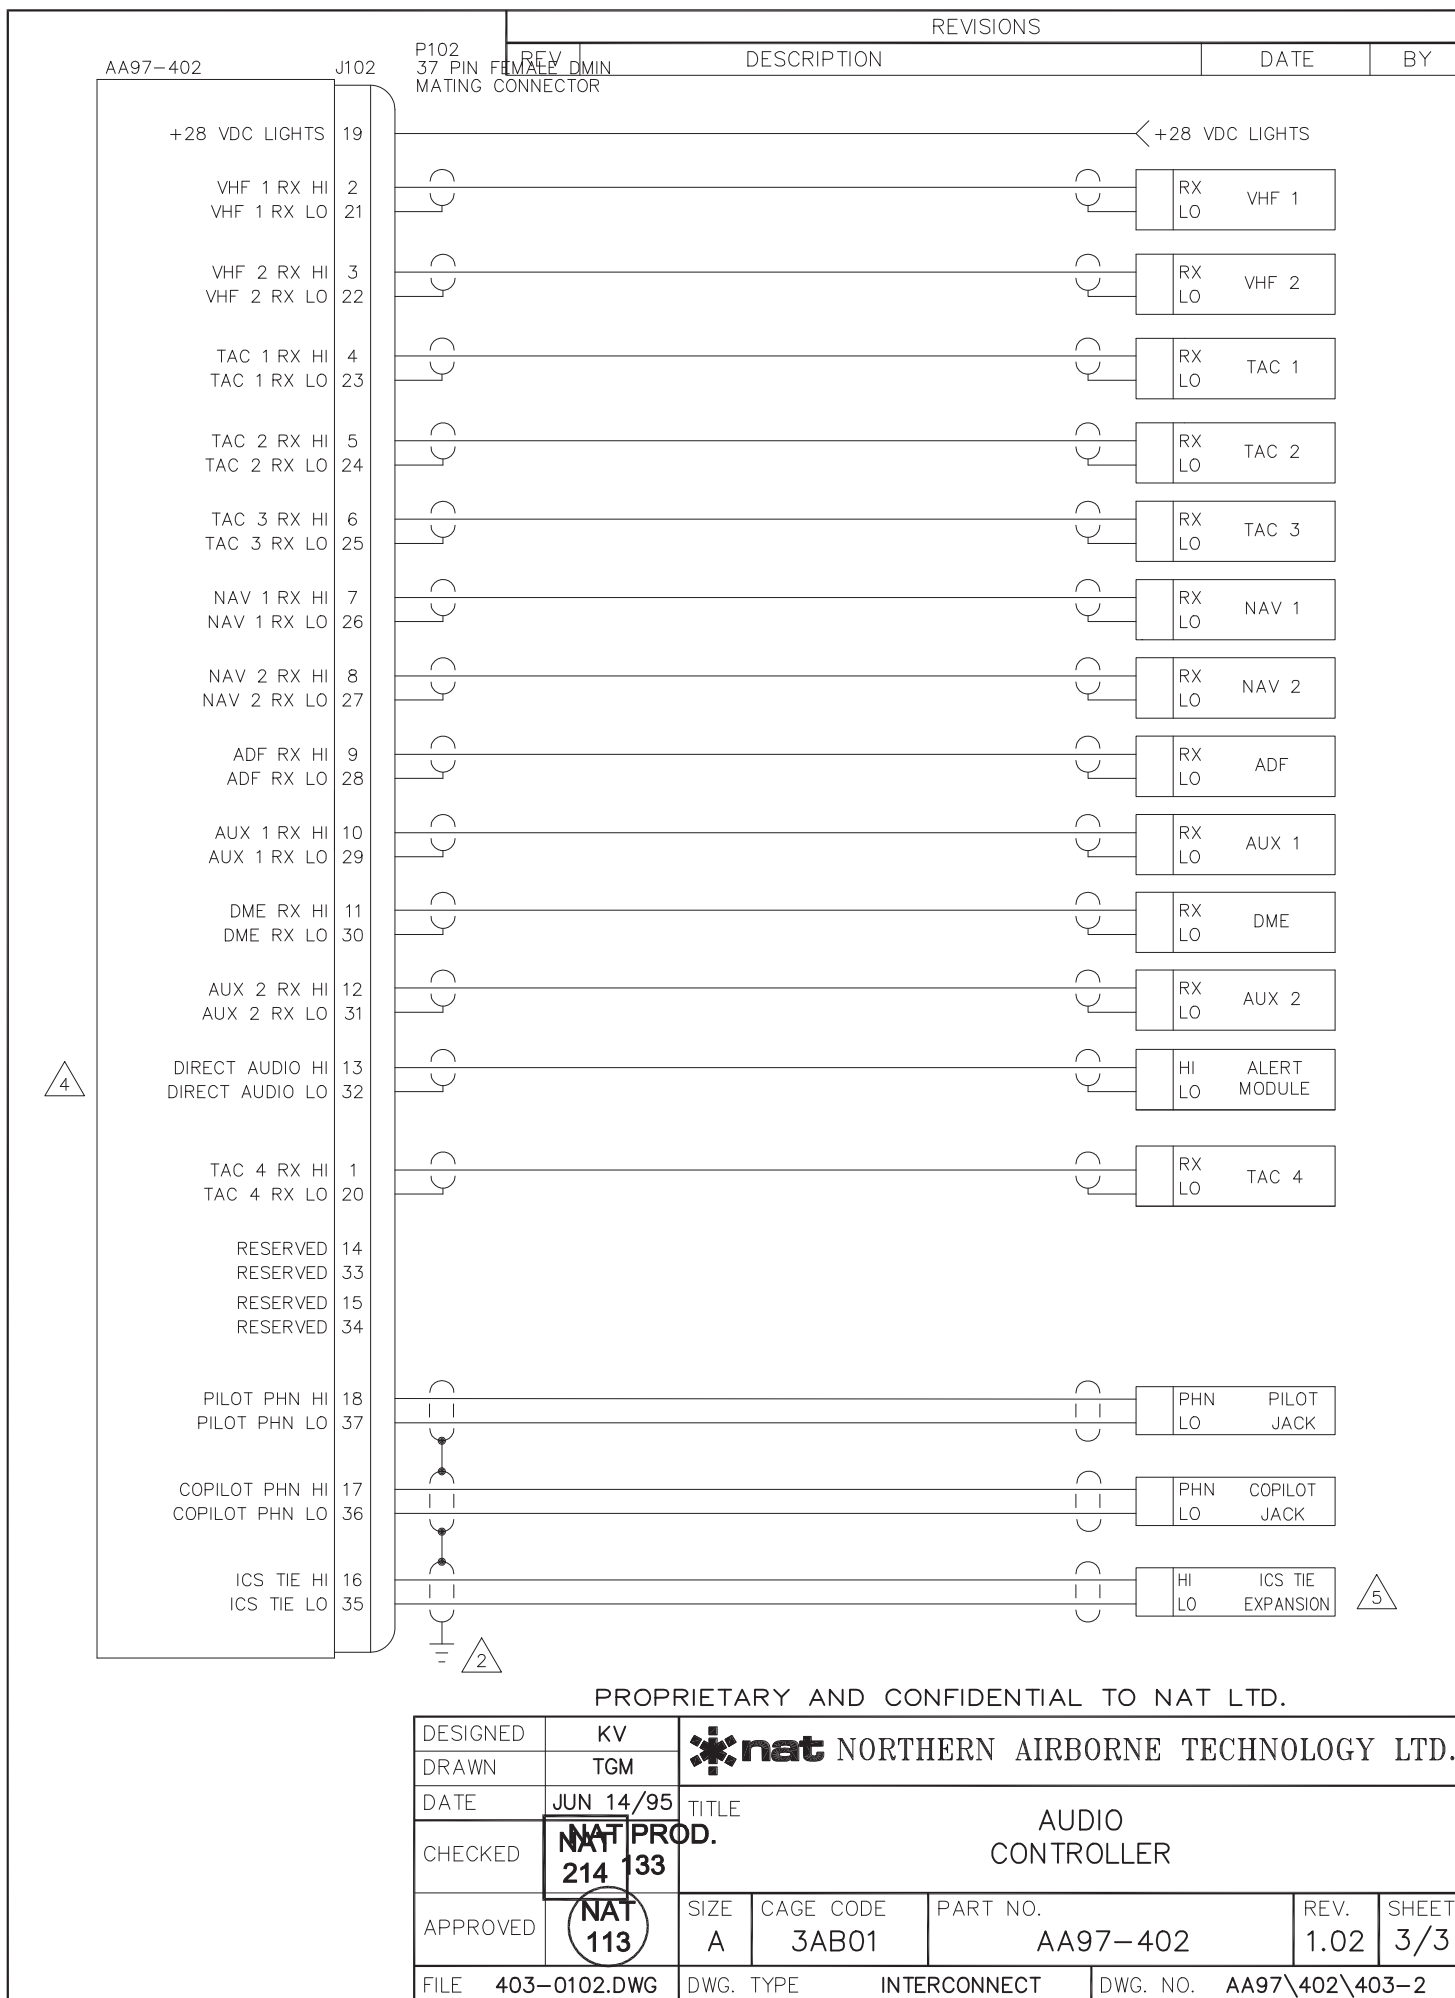 REVISIONS
REV DESCRIPTION DATE BY
AA97-402 J102
P102
37 PIN FEMALE DMIN
MATING CONNECTOR
+28 VDC LIGHTS 19 +28 VDC LIGHTS
VHF 1 RX HI 2 RX VHF 1
VHF 1 RX LO 21 LO
VHF 2 RX HI 3 RX VHF 2
VHF 2 RX LO 22 LO
TAC 1 RX HI 4 RX TAC 1
TAC 1 RX LO 23 LO
TAC 2 RX HI 5 RX TAC 2
TAC 2 RX LO 24 LO
TAC 3 RX HI 6 RX TAC 3
TAC 3 RX LO 25 LO
NAV 1 RX HI 7 RX NAV 1
NAV 1 RX LO 26 LO
NAV 2 RX HI 8 RX NAV 2
NAV 2 RX LO 27 LO
ADF RX HI 9 RX ADF
ADF RX LO 28 LO
AUX 1 RX HI 10 RX AUX 1
AUX 1 RX LO 29 LO
DME RX HI 11 RX DME
DME RX LO 30 LO
AUX 2 RX HI 12 RX AUX 2
AUX 2 RX LO 31 LO
DIRECT AUDIO HI 13 HI ALERT
4 DIRECT AUDIO LO 32 LO MODULE
TAC 4 RX HI 1 RX TAC 4
TAC 4 RX LO 20 LO
RESERVED 14
RESERVED 33
RESERVED 15
RESERVED 34
PILOT PHN HI 18 PHN PILOT
PILOT PHN LO 37 LO JACK
COPILOT PHN HI 17 PHN COPILOT
COPILOT PHN LO 36 LO JACK
ICS TIE HI 16 HI ICS TIE
ICS TIE LO 35 LO EXPANSION 5
2
PROPRIETARY AND CONFIDENTIAL TO NAT LTD.
DESIGNED KV
DRAWN TGM
DATE JUN 14/95
CHECKED NAT 214 NAT PROD. 133
APPROVED NAT 113
nat NORTHERN AIRBORNE TECHNOLOGY LTD.
TITLE AUDIO
CONTROLLER
SIZE CAGE CODE PART NO. REV. SHEET
A 3AB01 AA97-402 1.02 3/3
FILE 403-0102.DWG DWG. TYPE INTERCONNECT DWG. NO. AA97\402\403-2